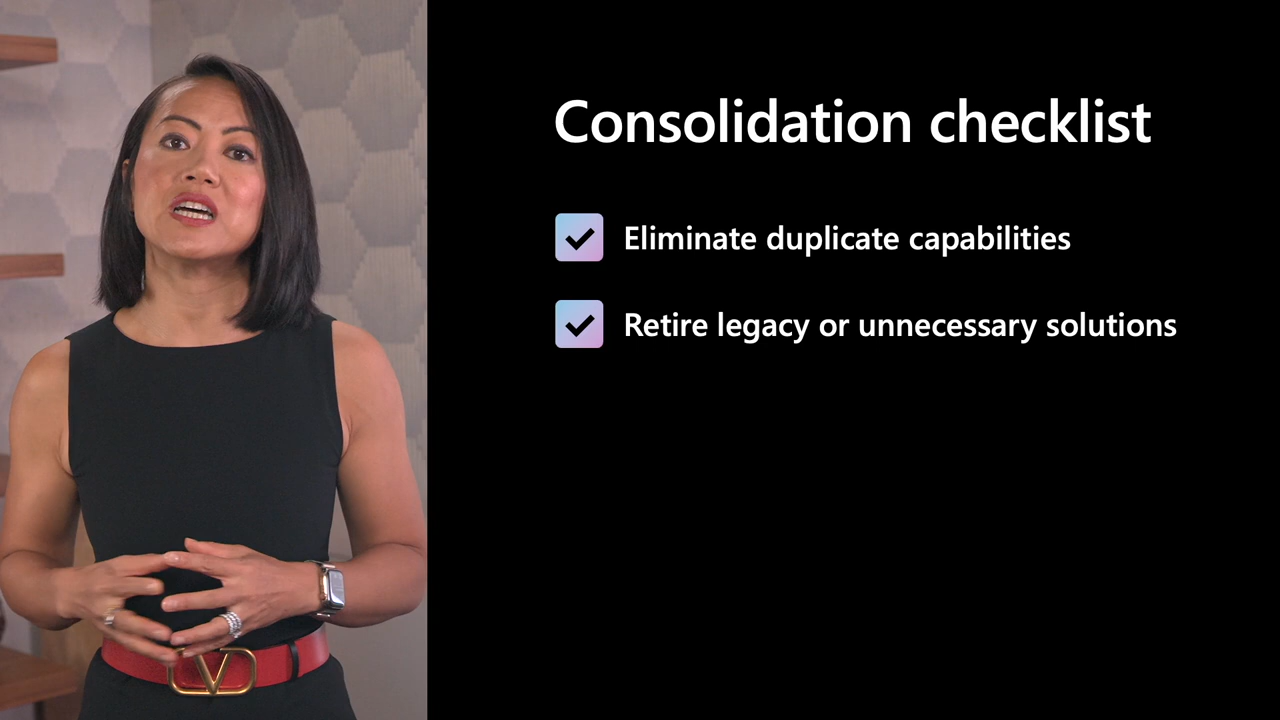 Consolidation checklist
Eliminate duplicate capabilities
Retire legacy or unnecessary solutions